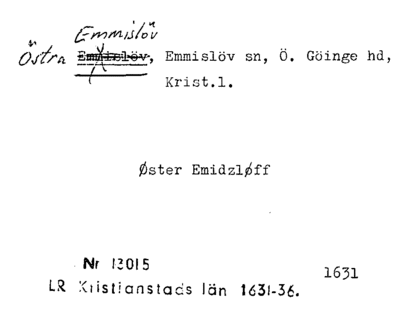 Emmislöv
Östra Emmislöv, Emmislöv sn, Ö. Göinge hd,
Krist.l.
Øster Emidzløff
Nr 13015
1631
LR Kristianstads län 1631-36.